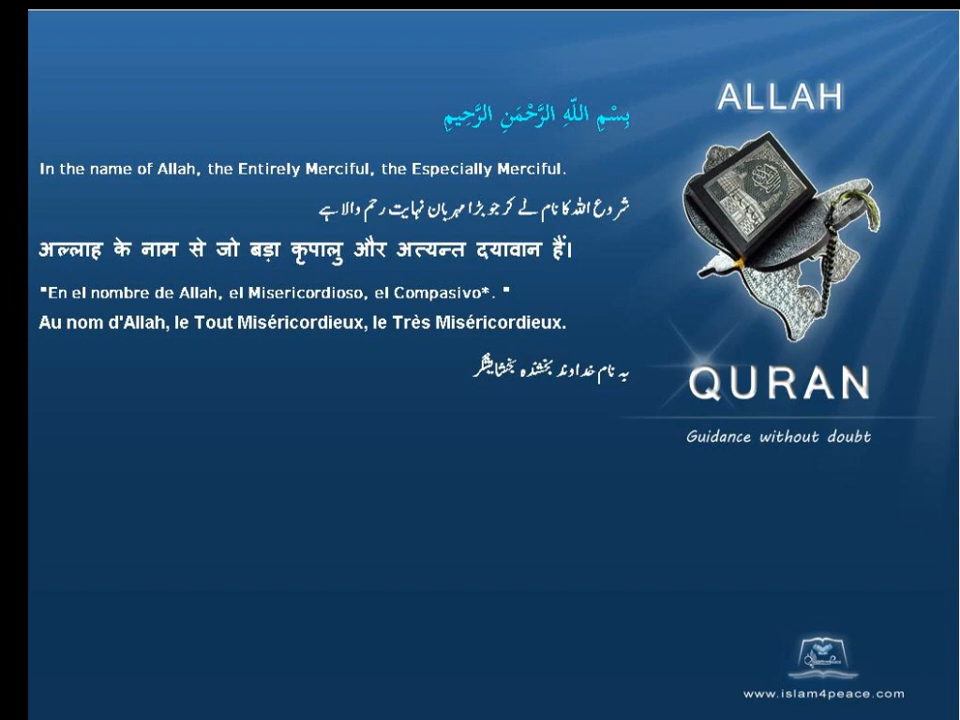 بِسْمِ اللّهِ الرَّحْمَنِ الرَّحِيمِ
In the name of Allah, the Entirely Merciful, the Especially Merciful.
شروع اللہ کا نام لے کر جو بڑا مہربان نہایت رحم والا ہے
अल्लाह के नाम से जो बड़ा कृपालु और अत्यन्त दयावान हैं।
"En el nombre de Allah, el Misericordioso, el Compasivo*. "
Au nom d'Allah, le Tout Miséricordieux, le Très Miséricordieux.
به نام خداوند بخشنده بخشایشگر
ALLAH
QURAN
Guidance without doubt
www.islam4peace.com